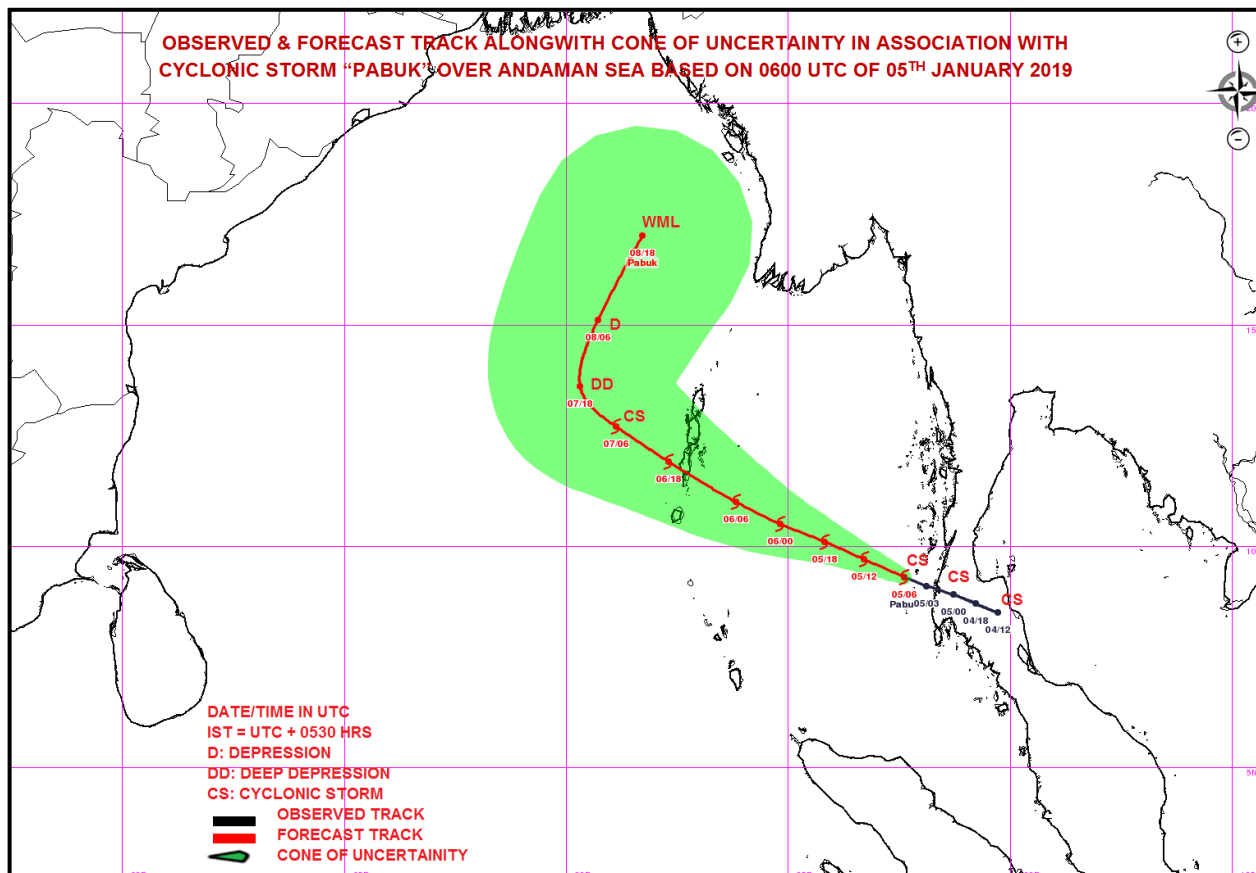 OBSERVED & FORECAST TRACK ALONGWITH CONE OF UNCERTAINTY IN ASSOCIATION WITH
CYCLONIC STORM “PABUK” OVER ANDAMAN SEA BASED ON 0600 UTC OF 05TH JANUARY 2019
WML
08/18
Pabuk
D
08/06
DD
07/18
CS
07/06
06/18
06/06
06/00
05/18
05/12
CS
05/06
Pabu
05/03
CS
05/00
04/18
CS
04/12
15
10
5N
DATE/TIME IN UTC
IST = UTC + 0530 HRS
D: DEPRESSION
DD: DEEP DEPRESSION
CS: CYCLONIC STORM
OBSERVED TRACK
FORECAST TRACK
CONE OF UNCERTAINITY